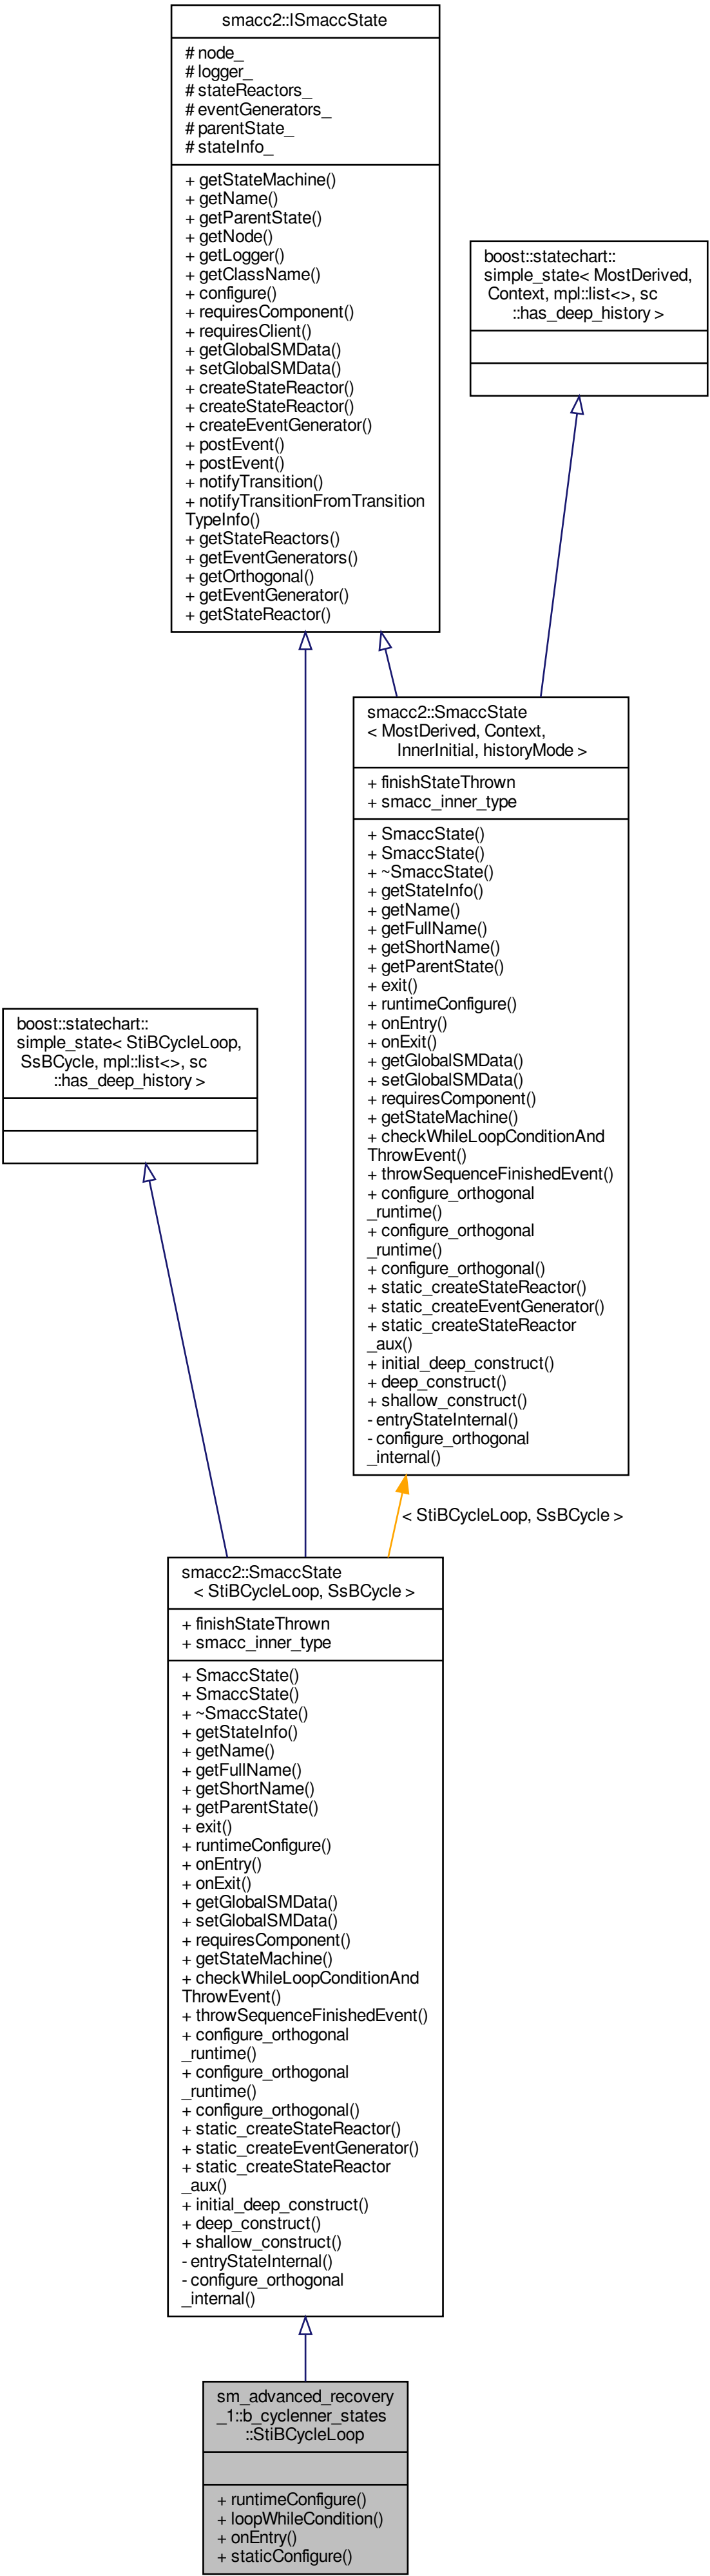 smacc2::ISmaccState
# node_
# logger_
# stateReactors_
# eventGenerators_
# parentState_
# stateInfo_
+ getStateMachine()
+ getName()
+ getParentState()
+ getNode()
+ getLogger()
+ getClassName()
+ configure()
+ requiresComponent()
+ requiresClient()
+ getGlobalSMData()
+ setGlobalSMData()
+ createStateReactor()
+ createStateReactor()
+ createEventGenerator()
+ postEvent()
+ postEvent()
+ notifyTransition()
+ notifyTransitionFromTransition
TypeInfo()
+ getStateReactors()
+ getEventGenerators()
+ getOrthogonal()
+ getEventGenerator()
+ getStateReactor()
boost::statechart::
simple_state< MostDerived,
Context, mpl::list<>, sc
::has_deep_history >
smacc2::SmaccState
< MostDerived, Context,
InnerInitial, historyMode >
+ finishStateThrown
+ smacc_inner_type
+ SmaccState()
+ SmaccState()
+ ~SmaccState()
+ getStateInfo()
+ getName()
+ getFullName()
+ getShortName()
+ getParentState()
+ exit()
+ runtimeConfigure()
+ onEntry()
+ onExit()
+ getGlobalSMData()
+ setGlobalSMData()
+ requiresComponent()
+ getStateMachine()
+ checkWhileLoopConditionAnd
ThrowEvent()
+ throwSequenceFinishedEvent()
+ configure_orthogonal
_runtime()
+ configure_orthogonal
_runtime()
+ configure_orthogonal()
+ static_createStateReactor()
+ static_createEventGenerator()
+ static_createStateReactor
_aux()
+ initial_deep_construct()
+ deep_construct()
+ shallow_construct()
- entryStateInternal()
- configure_orthogonal
_internal()
boost::statechart::
simple_state< StiBCycleLoop,
SsBCycle, mpl::list<>, sc
::has_deep_history >
< StiBCycleLoop, SsBCycle >
smacc2::SmaccState
< StiBCycleLoop, SsBCycle >
+ finishStateThrown
+ smacc_inner_type
+ SmaccState()
+ SmaccState()
+ ~SmaccState()
+ getStateInfo()
+ getName()
+ getFullName()
+ getShortName()
+ getParentState()
+ exit()
+ runtimeConfigure()
+ onEntry()
+ onExit()
+ getGlobalSMData()
+ setGlobalSMData()
+ requiresComponent()
+ getStateMachine()
+ checkWhileLoopConditionAnd
ThrowEvent()
+ throwSequenceFinishedEvent()
+ configure_orthogonal
_runtime()
+ configure_orthogonal
_runtime()
+ configure_orthogonal()
+ static_createStateReactor()
+ static_createEventGenerator()
+ static_createStateReactor
_aux()
+ initial_deep_construct()
+ deep_construct()
+ shallow_construct()
- entryStateInternal()
- configure_orthogonal
_internal()
sm_advanced_recovery
_1::b_cyclenner_states
::StiBCycleLoop
+ runtimeConfigure()
+ loopWhileCondition()
+ onEntry()
+ staticConfigure()